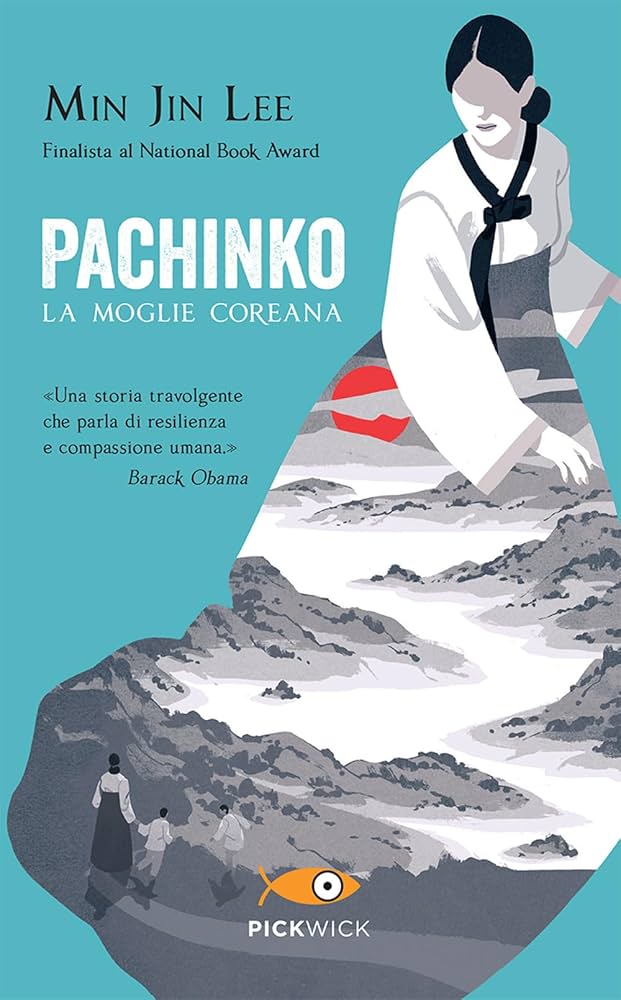 MIN JIN LEE
Finalista al National Book Award
PACHINKO
LA MOGLIE COREANA
«Una storia travolgente
che parla di resilienza
e compassione umana.»
Barack Obama
PICKWICK